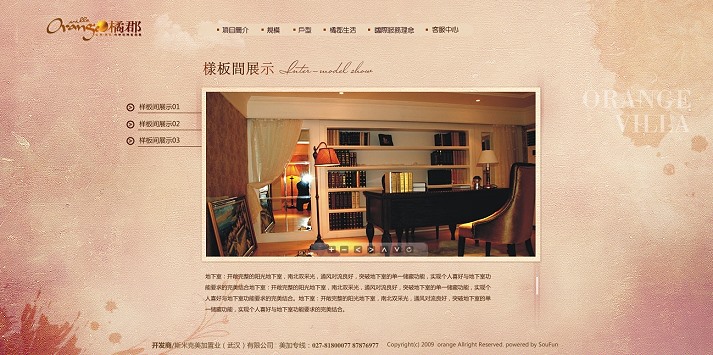 Orange villa 橘郡
项目简介 规模 户型 橘郡生活 国际居筋理念 客服中心
樣板間展示 Inter-model show
样板间展示01
样板间展示02
样板间展示03
ORANGE
VILLA
地下室：开敞完整的阳光地下室，南北双采光，通风对流良好，突破地下室的单一储藏功能，实现个人喜好与地下室功
能要求的完美结合地下室：开敞完整的阳光地下室，南北双采光，通风对流良好，突破地下室的单一储藏功能，实现个
人喜好与地下室功能要求的完美结合。地下室：开敞完整的阳光地下室，南北双采光，通风对流良好，突破地下室的单
一储藏功能，实现个人喜好与地下室功能要求的完美结合。
开发商/斯米克美加置业（武汉）有限公司 美加专线：027-81800077 87876977 Copyright(c) 2009 orange Allright Reserved. powered by SouFun